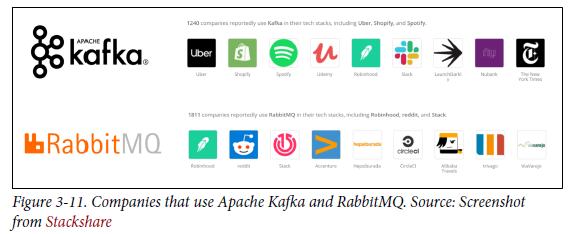 1240 companies reportedly use Kafka in their tech stacks, including Uber, Shopify, and Spotify.
APACHE
kafka®
Uber
Uber Shopify Spotify Udemy Robinhood Slack LaunchDarkly Nubank The New York Times
1811 companies reportedly use RabbitMQ in their tech stacks, including Robinhood, reddit, and Stack.
RabbitMQ
hepsiburada
circleci
Robinhood reddit Stack Accenture Hepsiburada CircleCI Alibaba Travels trivago ViaVarejo
Figure 3-11. Companies that use Apache Kafka and RabbitMQ. Source: Screenshot
from Stackshare